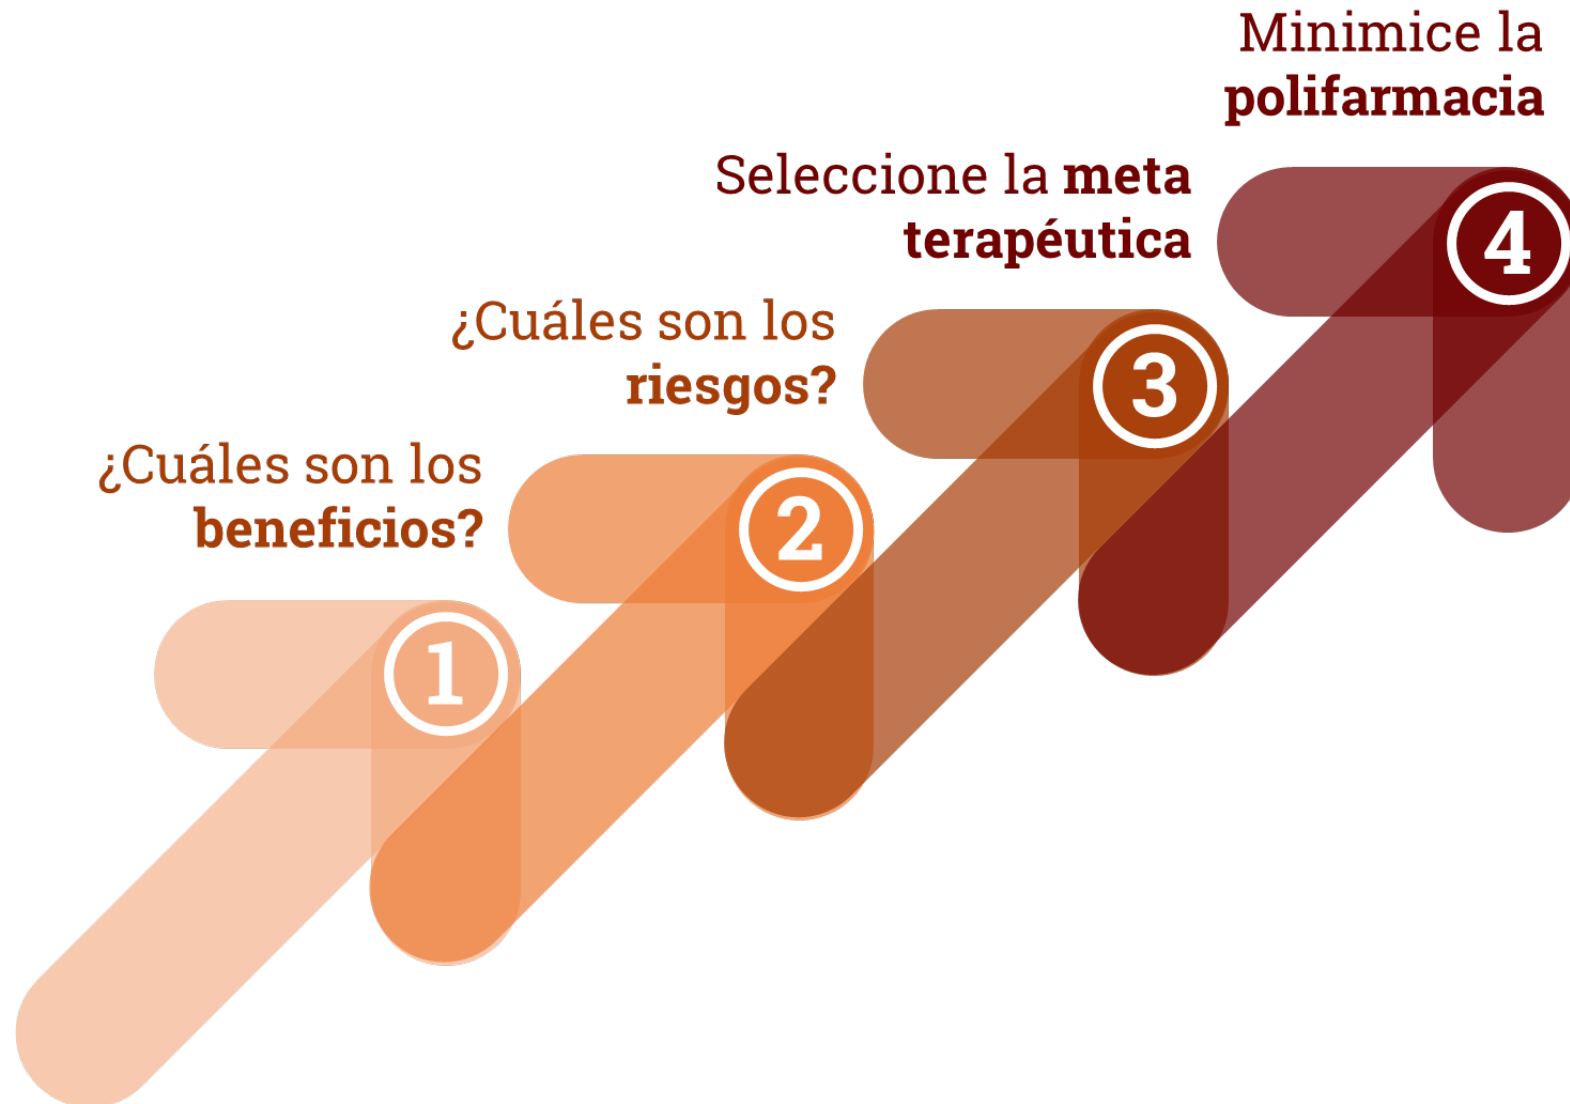 Minimice la
polifarmacia
4
Seleccione la meta
terapéutica
3
¿Cuáles son los
riesgos?
2
¿Cuáles son los
beneficios?
1